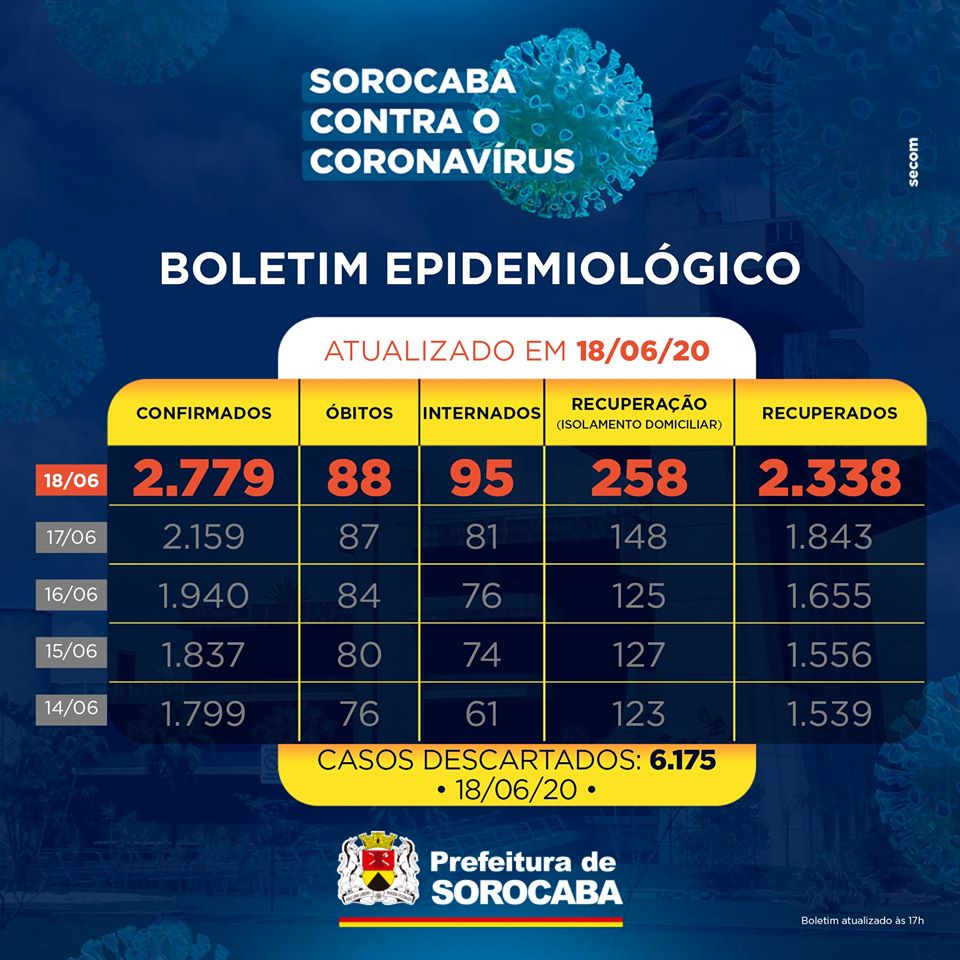 SOROCABA
CONTRA O
CORONAVÍRUS
secom
BOLETIM EPIDEMIOLÓGICO
ATUALIZADO EM 18/06/20
CONFIRMADOS ÓBITOS INTERNADOS RECUPERAÇÃO (ISOLAMENTO DOMICILIAR) RECUPERADOS
18/06 2.779 88 95 258 2.338
17/06 2.159 87 81 148 1.843
16/06 1.940 84 76 125 1.655
15/06 1.837 80 74 127 1.556
14/06 1.799 76 61 123 1.539
CASOS DESCARTADOS: 6.175
• 18/06/20 •
Prefeitura de
SOROCABA
Boletim atualizado às 17h